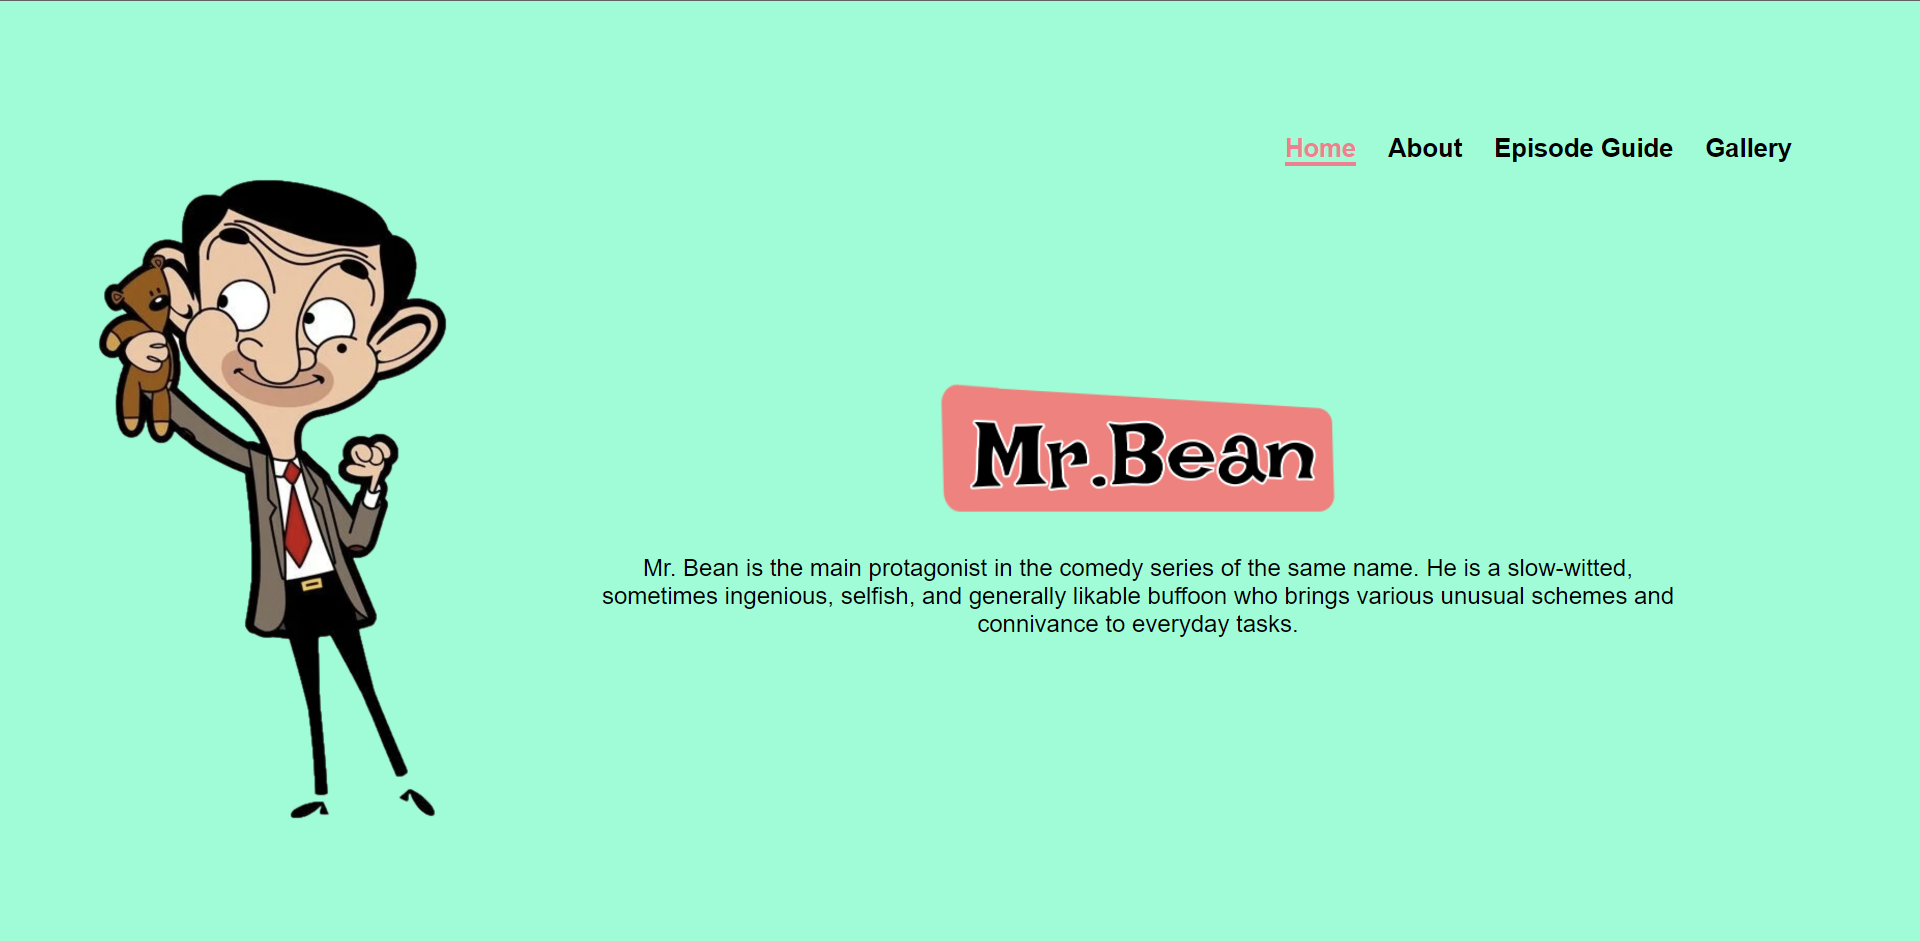 Home About Episode Guide Gallery
Mr.Bean
Mr. Bean is the main protagonist in the comedy series of the same name. He is a slow-witted,
sometimes ingenious, selfish, and generally likable buffoon who brings various unusual schemes and
connivance to everyday tasks.